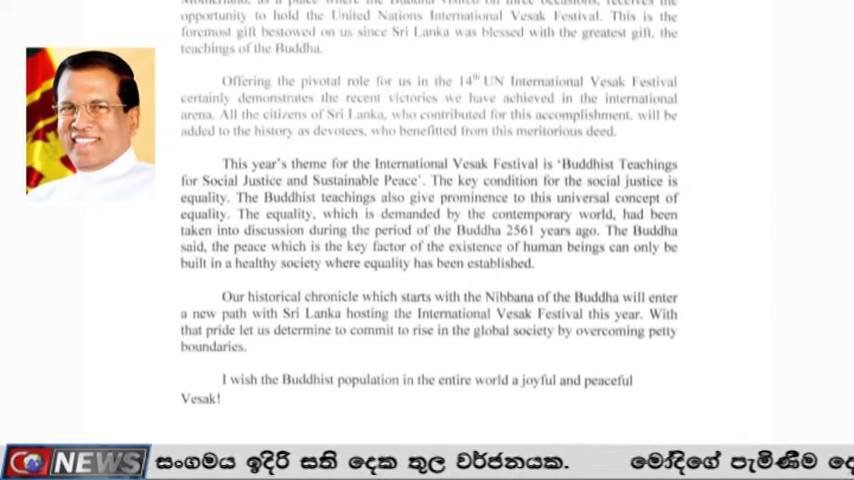 Motherland, as a place where the Buddha visited on three occasions, receives the
opportunity to hold the United Nations International Vesak Festival. This is the
foremost gift bestowed on us since Sri Lanka was blessed with the greatest gift, the
teachings of the Buddha.
Offering the pivotal role for us in the 14th UN International Vesak Festival
certainly demonstrates the recent victories we have achieved in the international
arena. All the citizens of Sri Lanka, who contributed for this accomplishment, will be
added to the history as devotees, who benefitted from this meritorious deed.
This year's theme for the International Vesak Festival is 'Buddhist Teachings
for Social Justice and Sustainable Peace'. The key condition for the social justice is
equality. The Buddhist teachings also give prominence to this universal concept of
equality. The equality, which is demanded by the contemporary world, had been
taken into discussion during the period of the Buddha 2561 years ago. The Buddha
said, the peace which is the key factor of the existence of human beings can only be
built in a healthy society where equality has been established.
Our historical chronicle which starts with the Nibbana of the Buddha will enter
a new path with Sri Lanka hosting the International Vesak Festival this year. With
that pride let us determine to commit to rise in the global society by overcoming petty
boundaries.
I wish the Buddhist population in the entire world a joyful and peaceful
Vesak!
NEWS සංගමය ඉදිරි සති දෙක තුල වර්ජනයක. මෝදිගේ පැමිණීම දෙ